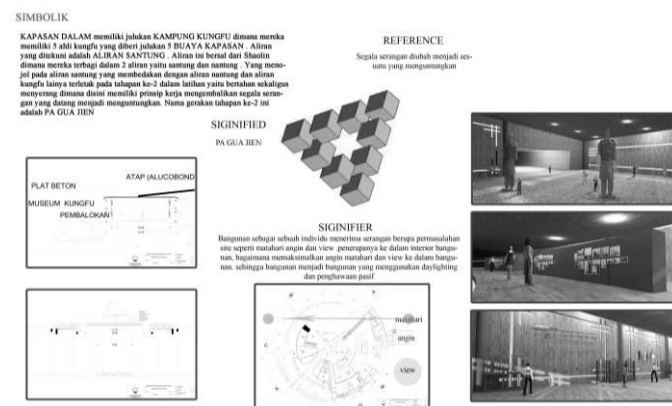 SIMBOLIK
KAPASAN DALAM memiliki julukan KAMPUNG KUNGFU dimana mereka
memiliki 5 ahli kungfu yang diberi julukan 5 BUAYA KAPASAN . Aliran
yang ditekuni adalah ALIRAN SANTUNG . Aliran ini bersal dari Shaolin
dimana mereka terbagi dalam 2 aliran yaitu santung dan nantung . Yang meno-
jol pada aliran santung yang membedakan dengan aliran nantung dan aliran
kungfu lainya terletak pada tahapan ke-2 dalam latihan yaitu bertahan sekaligus
menyerang dimana disini memiliki prinsip kerja mengembalikan segala seran-
gan yang datang menjadi menguntungkan. Nama gerakan tahapan ke-2 ini
adalah PA GUA JIEN
REFERENCE
Segala serangan diubah menjadi ses-
uatu yang menguntungkan
SIGINIFIED
PA GUA JIEN
SIGINIFIER
Bangunan sebagai sebuah individu menerima serangan berupa permasalahan
site seperti matahari angin dan view .penerapanya ke dalam interior bangu-
nan, bagaimana memaksimalkan angin matahari dan view ke dalam bangu-
nan. sehingga bangunan menjadi bangunan yang menggunakan daylighting
dan penghawaan pasif
ATAP (ALUCOBOND
PLAT BETON
MUSEUM KUNGFU
PEMBALOKAN
matahari
angin
view